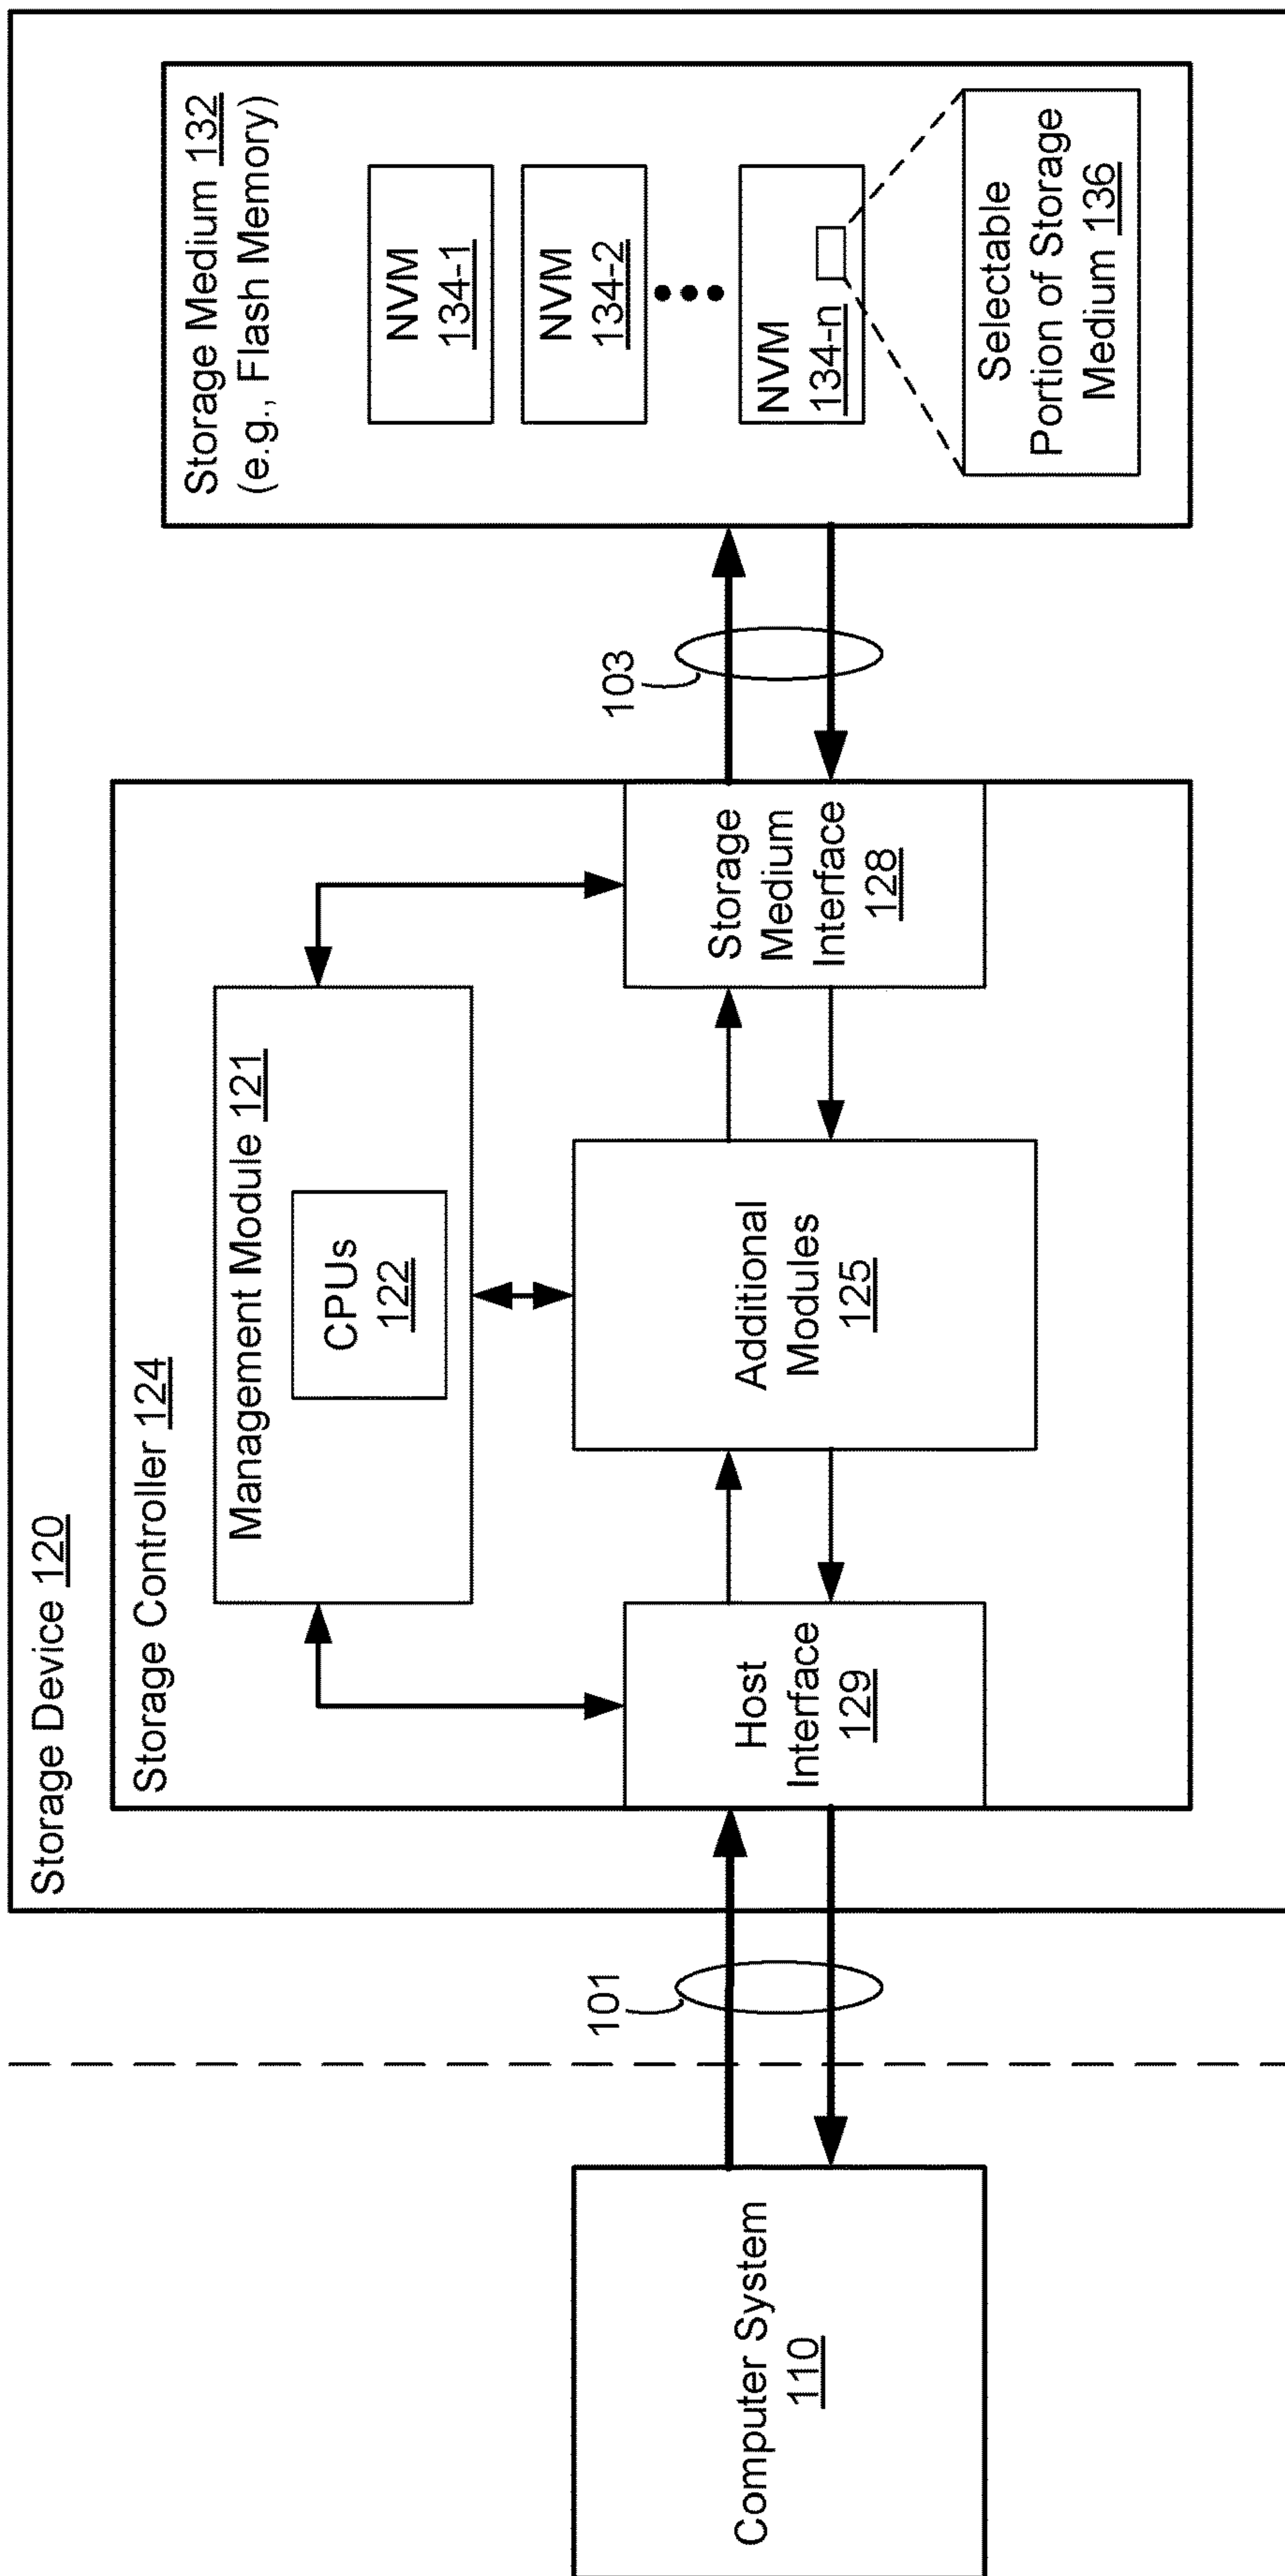 Storage Device 120
Storage Controller 124
Management Module 121
CPUs
122
Computer System
110
101
Host
Interface
129
Additional
Modules
125
Storage
Medium
Interface
128
103
Storage Medium 132
(e.g., Flash Memory)
NVM
134-1
NVM
134-2
NVM
134-n
Selectable
Portion of Storage
Medium 136